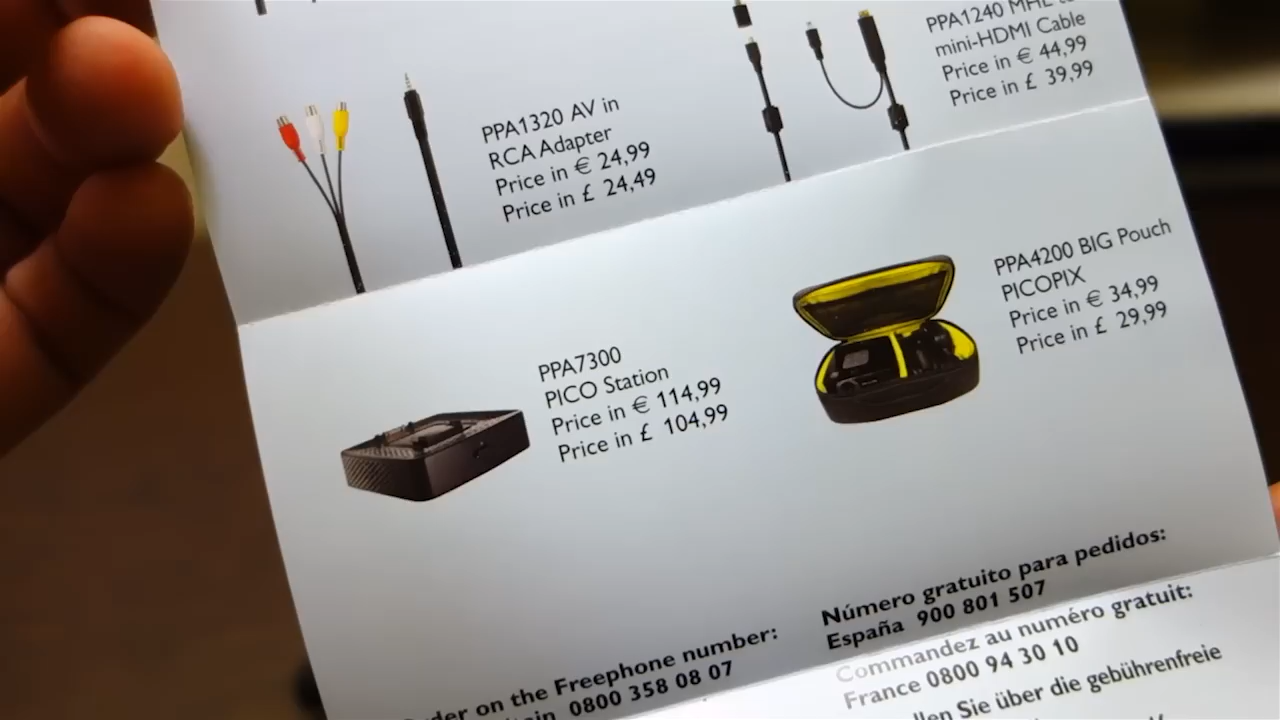 PPA1240 MHL to
mini-HDMI Cable
Price in € 44,99
Price in £ 39,99
PPA1320 AV in
RCA Adapter
Price in € 24,99
Price in £ 24,49
PPA4200 BIG Pouch
PICOPIX
Price in € 34,99
Price in £ 29,99
PPA7300
PICO Station
Price in € 114,99
Price in £ 104,99
Número gratuito para pedidos:
España 900 801 507
on the Freephone number:
0800 358 08 07
Commandez au numéro gratuit:
France 0800 94 30 10
Sie über die gebührenfreie